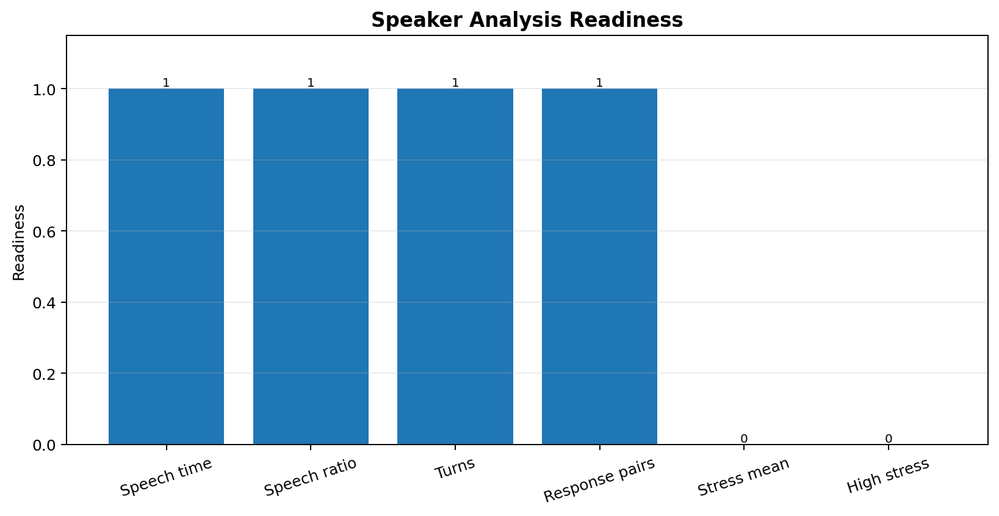 Speaker Analysis Readiness
1 1 1 1 0 0
1.0
0.8
0.6
0.4
0.2
0.0
Readiness
Speech time Speech ratio Turns Response pairs Stress mean High stress